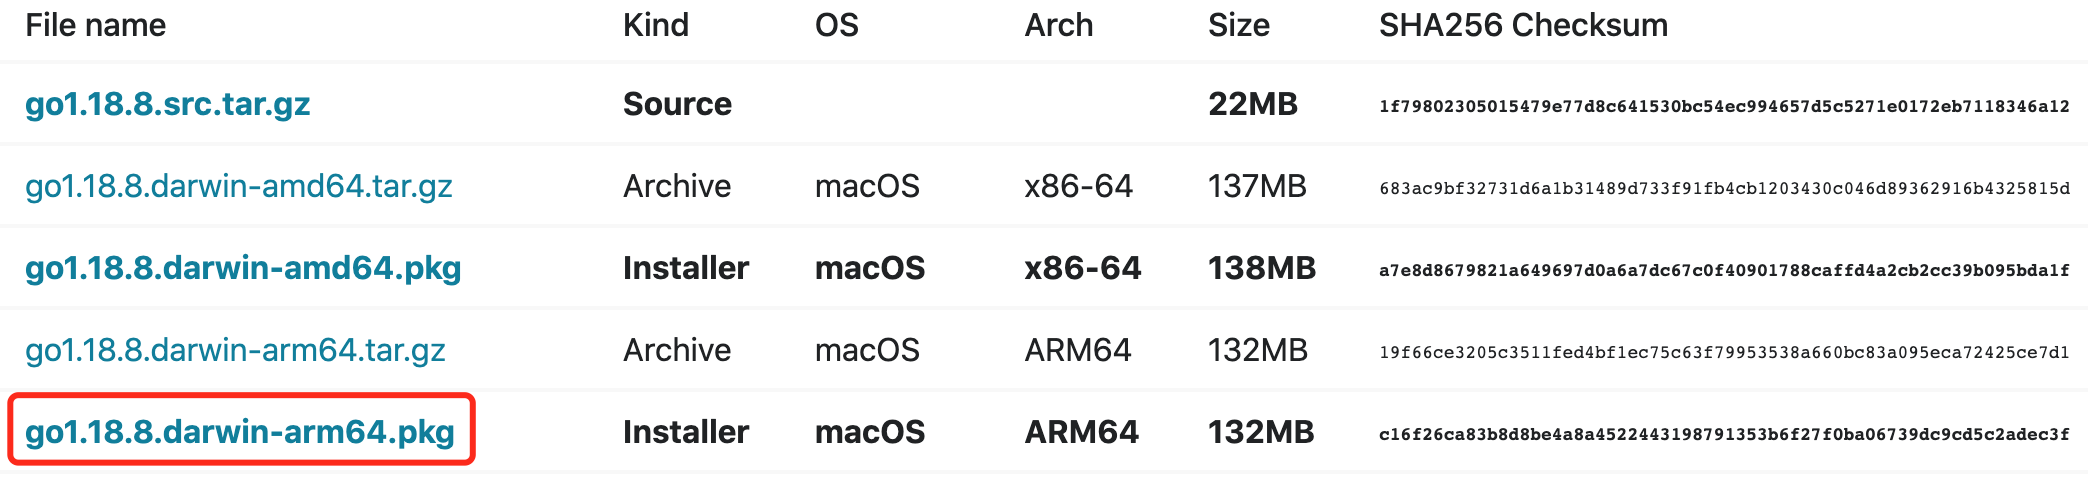 File name Kind OS Arch Size SHA256 Checksum
go1.18.8.src.tar.gz Source 22MB 1f79802305015479e77d8c641530bc54ec994657d5c5271e0172eb7118346a12
go1.18.8.darwin-amd64.tar.gz Archive macOS x86-64 137MB 683ac9bf32731d6a1b31489d733f91fb4cb1203430c046d89362916b4325815d
go1.18.8.darwin-amd64.pkg Installer macOS x86-64 138MB a7e8d8679821a649697d0a6a7dc67c0f40901788caffd4a2cb2cc39b095bda1f
go1.18.8.darwin-arm64.tar.gz Archive macOS ARM64 132MB 19f66ce3205c3511fed4bf1ec75c63f79953538a660bc83a095eca72425ce7d1
go1.18.8.darwin-arm64.pkg Installer macOS ARM64 132MB c16f26ca83b8d8be4a8a4522443198791353b6f27f0ba06739dc9cd5c2adec3f